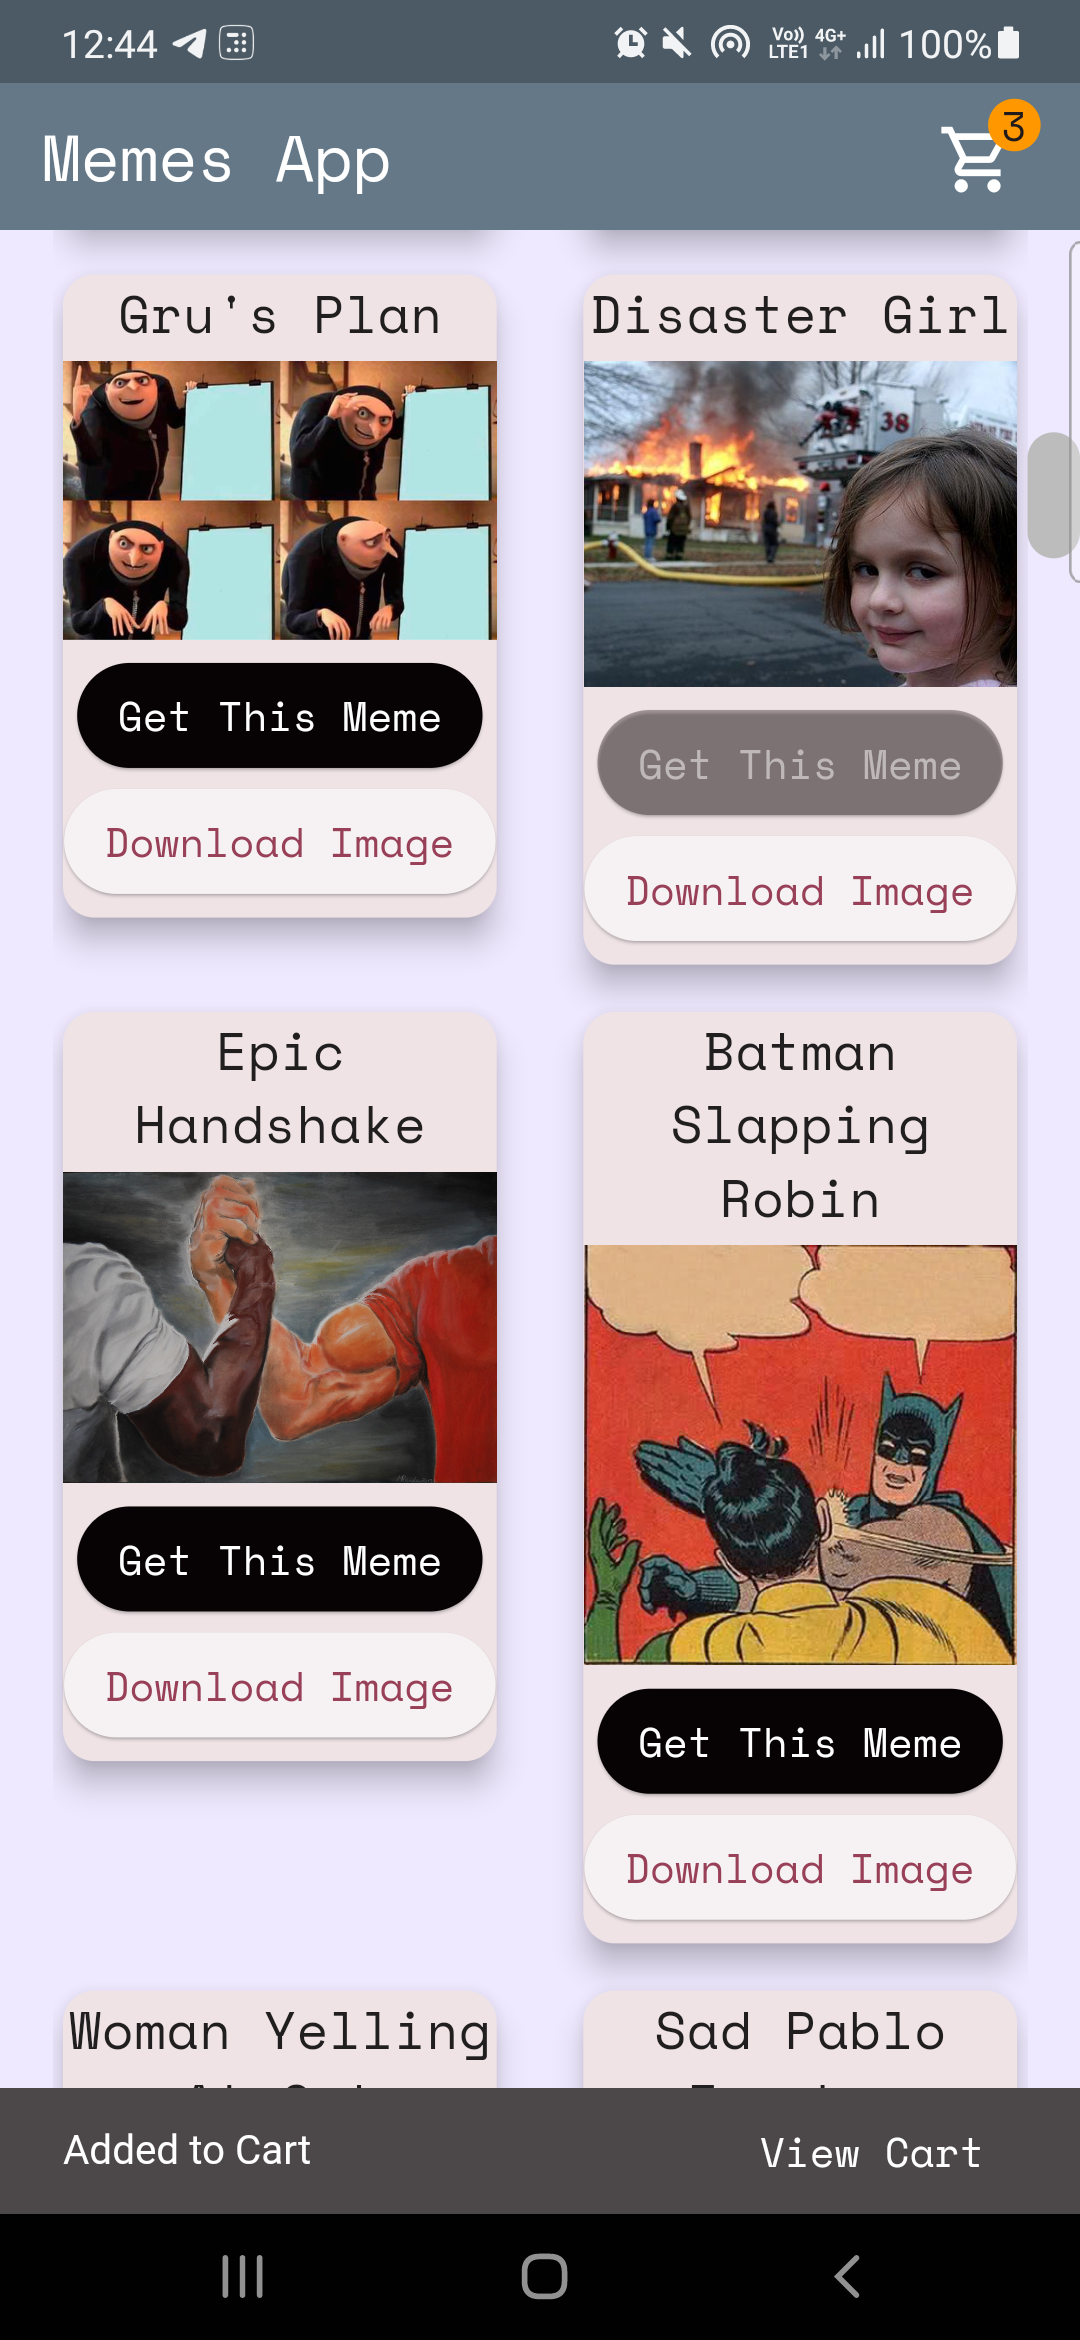 12:44
Vo)) 4G+
LTE1
100%
Memes App
3
Gru's Plan
Disaster Girl
38
Get This Meme
Get This Meme
Download Image
Download Image
Epic
Handshake
Batman
Slapping
Robin
Get This Meme
Download Image
Get This Meme
Download Image
Woman Yelling
Sad Pablo
Added to Cart
View Cart